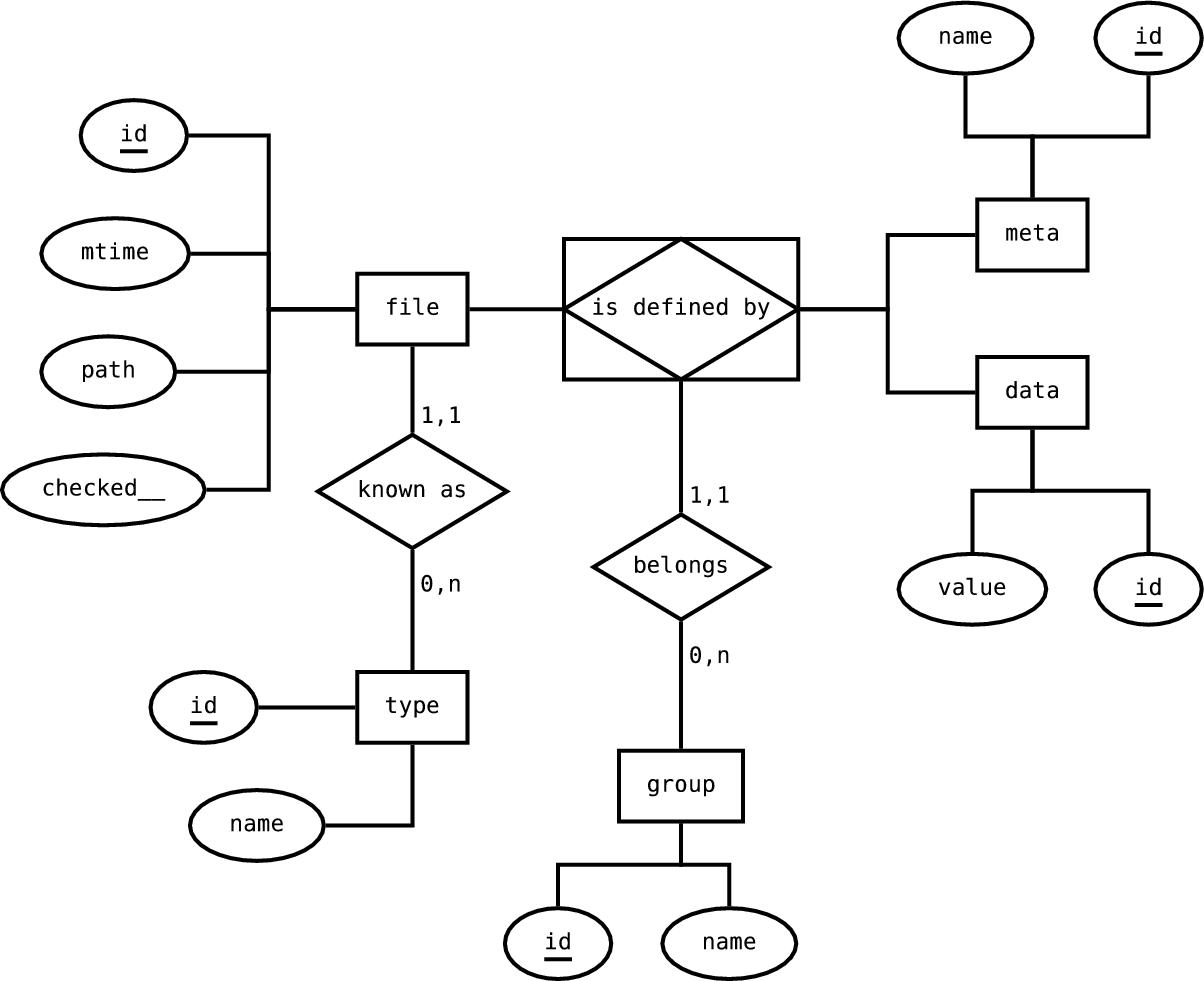 name
id
id
mtime
meta
file
is defined by
path
data
1,1
checked__
known as
1,1
belongs
0,n
value
id
0,n
id
type
group
name
id
name